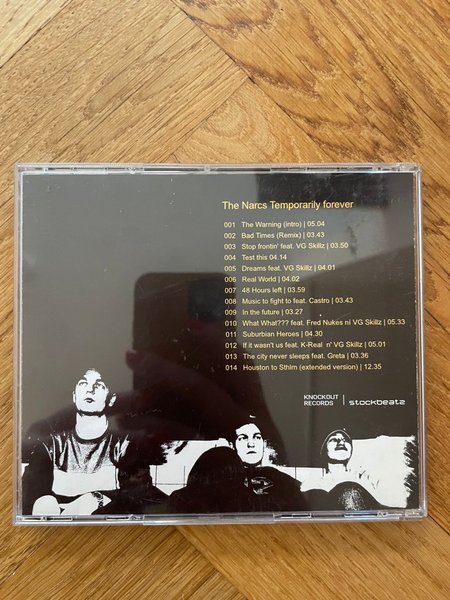 The Narcs Temporarily forever
001 The Warning (intro) | 05.04
002 Bad Times (Remix) | 03.43
003 Stop frontin' feat. VG Skillz | 03.50
004 Test this 04.14
005 Dreams feat. VG Skillz | 04.01
006 Real World | 04.02
007 48 Hours left | 03.59
008 Music to fight to feat. Castro | 03.43
009 In the future | 03.27
010 What What??? feat. Fred Nukes ni VG Skillz | 05.33
011 Suburbian Heroes | 04.30
012 If it wasn't us feat. K-Real n' VG Skillz | 05.01
013 The city never sleeps feat. Greta | 03.36
014 Houston to Sthlm (extended version) | 12.35
KNOCKOUT
RECORDS | stockbeatz